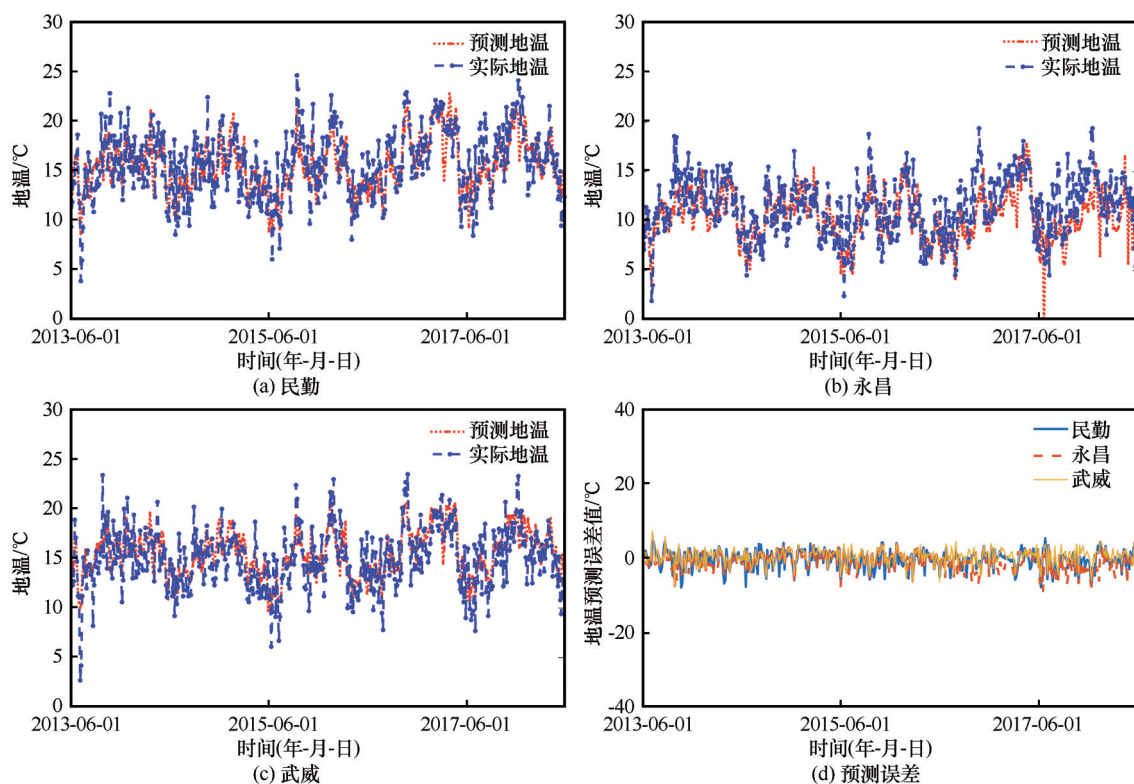 30
25
20
15
10
5
0
地温/℃
预测地温
实际地温
2013-06-01
2015-06-01
2017-06-01
时间(年-月-日)
(a) 民勤
30
25
20
15
10
5
0
地温/℃
预测地温
实际地温
2013-06-01
2015-06-01
2017-06-01
时间(年-月-日)
(b) 永昌
30
25
20
15
10
5
0
地温/℃
预测地温
实际地温
2013-06-01
2015-06-01
2017-06-01
时间(年-月-日)
(c) 武威
40
20
0
-20
-40
地温预测误差值/℃
民勤
永昌
武威
2013-06-01
2015-06-01
2017-06-01
时间(年-月-日)
(d) 预测误差